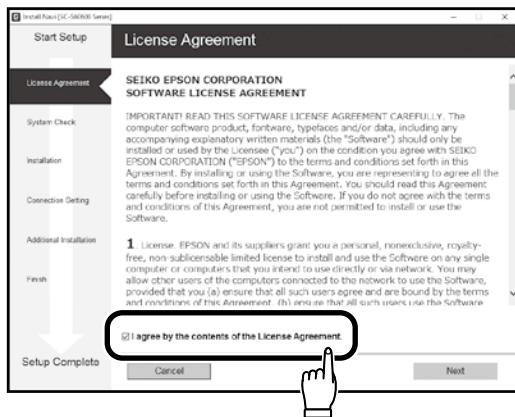 Install Navi [SC-S60600 Series]
Start Setup
License Agreement
License Agreement
System Check
Installation
Connection Setting
Additional Installation
Finish
Setup Complete
SEIKO EPSON CORPORATION
SOFTWARE LICENSE AGREEMENT
IMPORTANT! READ THIS SOFTWARE LICENSE AGREEMENT CAREFULLY. The
computer software product, fontware, typefaces and/or data, including any
accompanying explanatory written materials (the "Software") should only be
installed or used by the Licensee ("you") on the condition you agree with SEIKO
EPSON CORPORATION ("EPSON") to the terms and conditions set forth in this
Agreement. By installing or using the Software, you are representing to agree all the
terms and conditions set forth in this Agreement. You should read this Agreement
carefully before installing or using the Software. If you do not agree with the terms
and conditions of this Agreement, you are not permitted to install or use the
Software.
1. License. EPSON and its suppliers grant you a personal, nonexclusive, royalty-
free, non-sublicensable limited license to install and use the Software on any single
computer or computers that you intend to use directly or via network. You may
allow other users of the computers connected to the network to use the Software,
provided that you (a) ensure that all such users agree and are bound by the terms
and conditions of this Agreement, (b) ensure that all such users use the Software
I agree by the contents of the License Agreement.
Cancel
Next